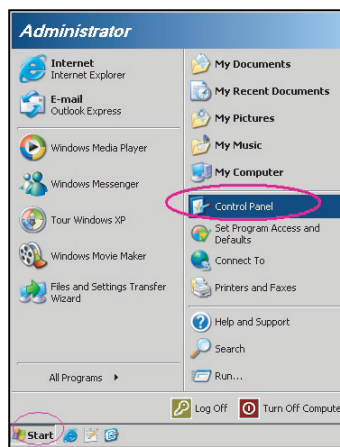 Administrator
Internet
Internet Explorer
E-mail
Outlook Express
Windows Media Player
Windows Messenger
Tour Windows XP
Windows Movie Maker
Files and Settings Transfer
Wizard
All Programs
My Documents
My Recent Documents
My Pictures
My Music
My Computer
Control Panel
Set Program Access and
Defaults
Connect To
Printers and Faxes
Help and Support
Search
Run...
Log Off
Turn Off Compute
Start